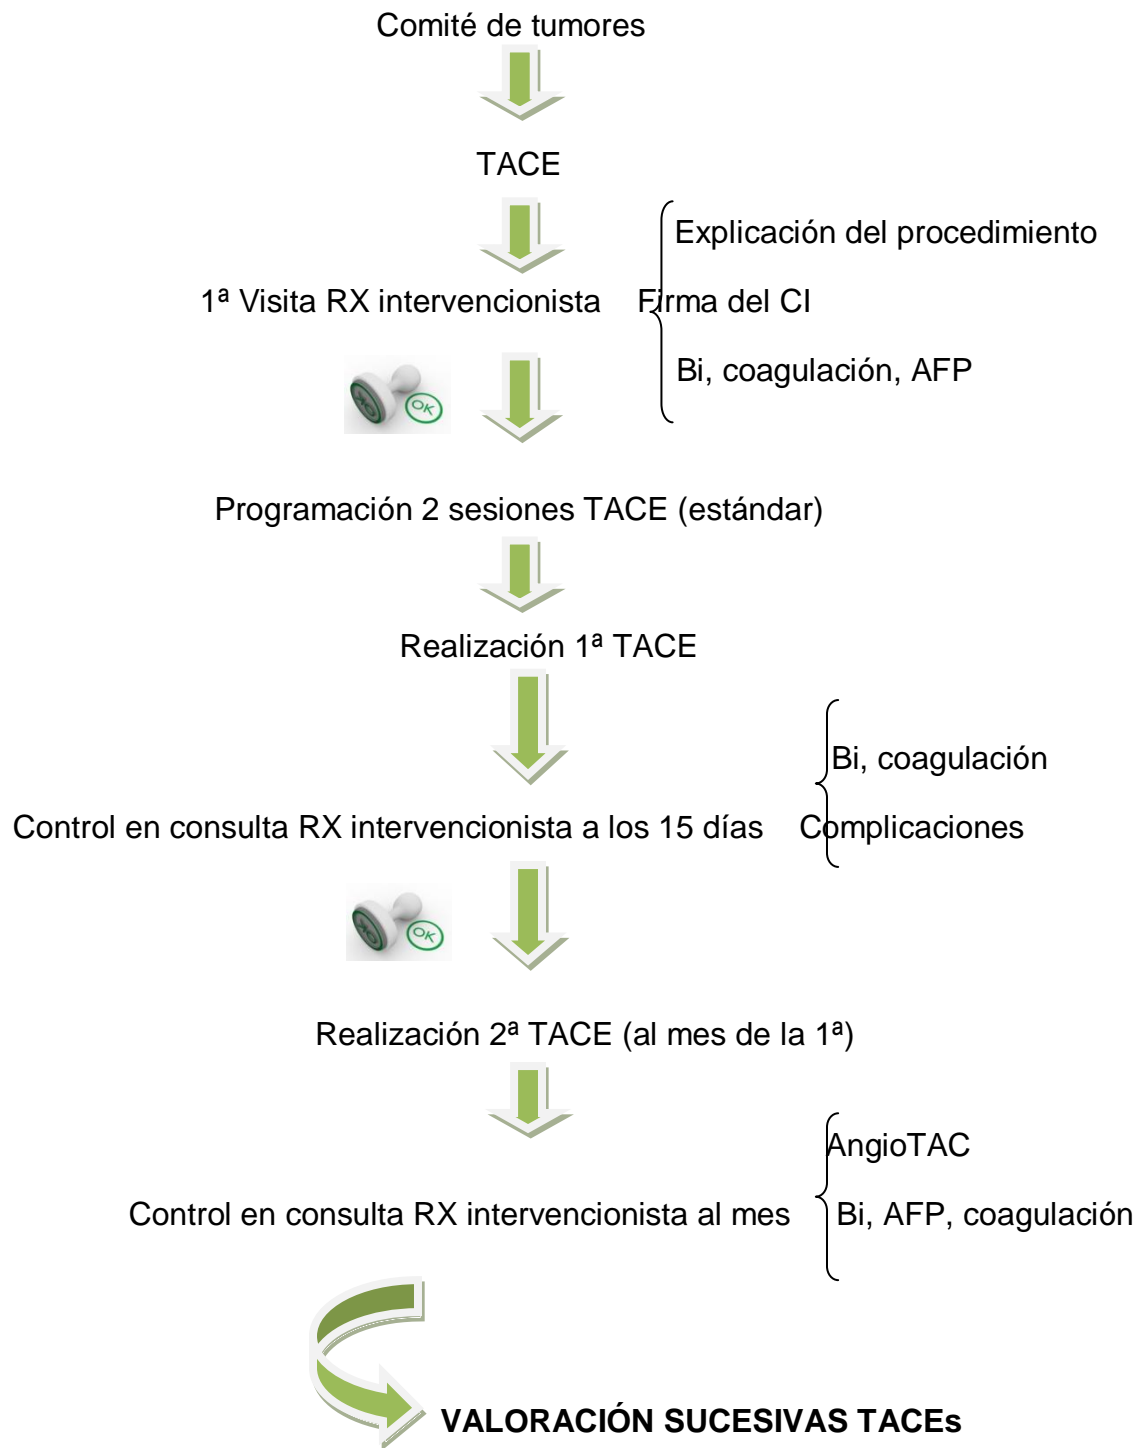 Comité de tumores
TACE
Explicación del procedimiento
1ª Visita RX intervencionista Firma del CI
Bi, coagulación, AFP
OK
OK
Programación 2 sesiones TACE (estándar)
Realización 1ª TACE
Bi, coagulación
Control en consulta RX intervencionista a los 15 días Complicaciones
OK
OK
Realización 2ª TACE (al mes de la 1ª)
AngioTAC
Control en consulta RX intervencionista al mes Bi, AFP, coagulación
VALORACIÓN SUCESIVAS TACEs